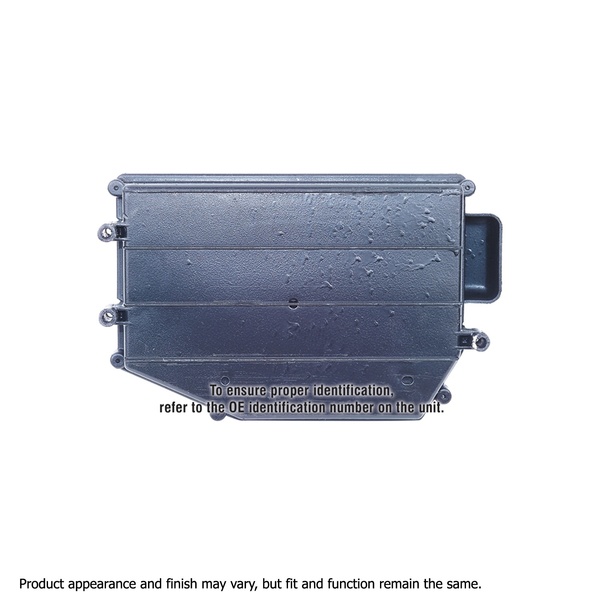 To ensure proper identification,
refer to the OE identification number on the unit.
Product appearance and finish may vary, but fit and function remain the same.